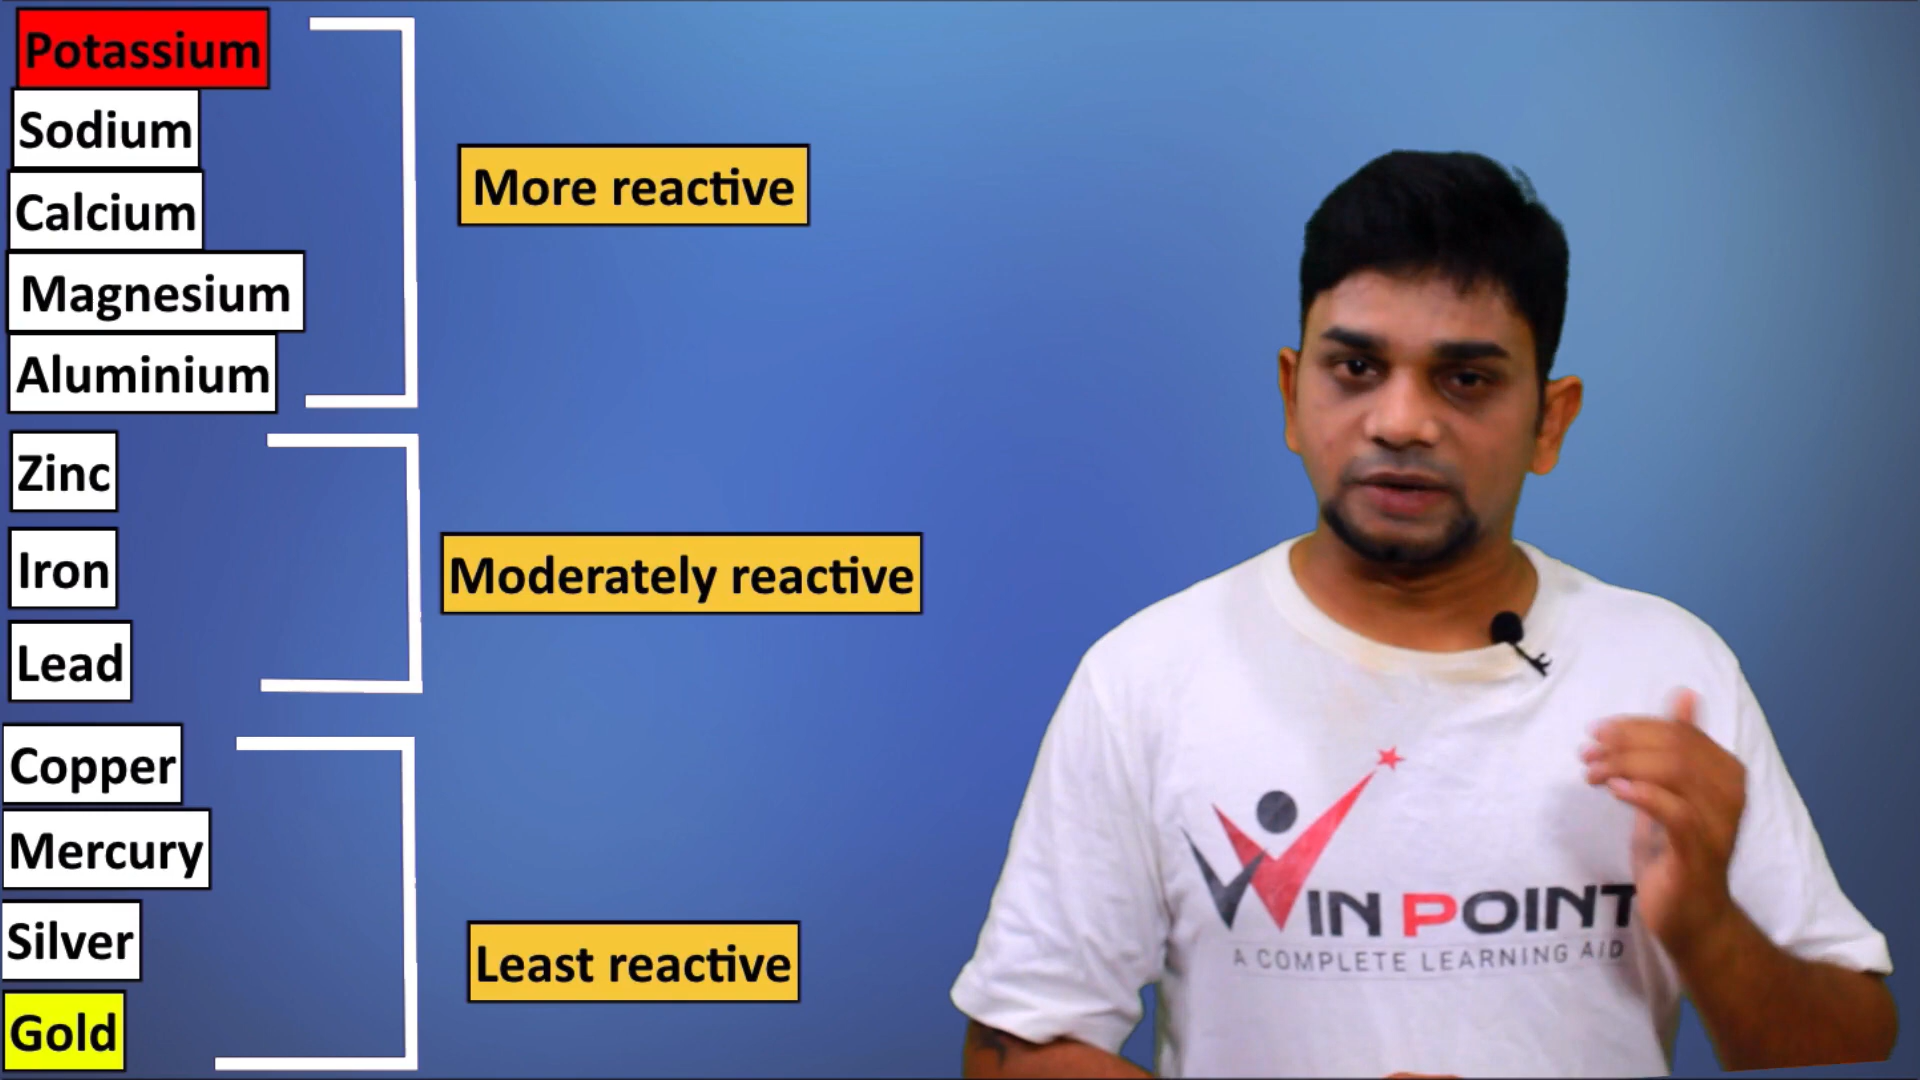 Potassium
Sodium
Calcium
Magnesium
Aluminium
More reactive
Zinc
Iron
Lead
Moderately reactive
Copper
Mercury
Silver
Gold
Least reactive
WIN POINT
A COMPLETE LEARNING AID